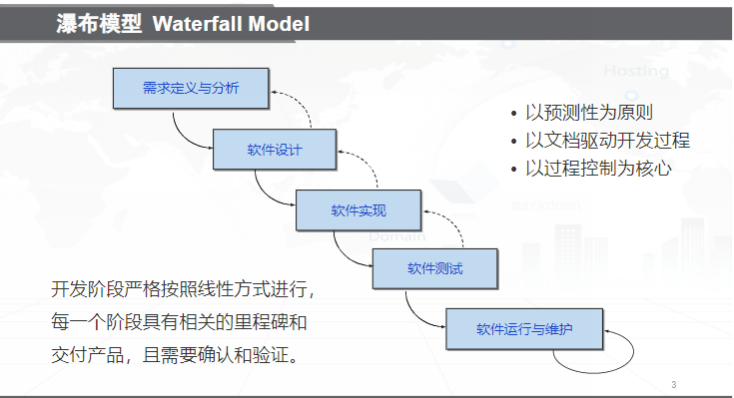 瀑布模型 Waterfall Model
Hosting
需求定义与分析
• 以预测性为原则
• 以文档驱动开发过程
• 以过程控制为核心
软件设计
软件实现
Domain
软件测试
开发阶段严格按照线性方式进行，
每一个阶段具有相关的里程碑和
交付产品，且需要确认和验证。
软件运行与维护
3